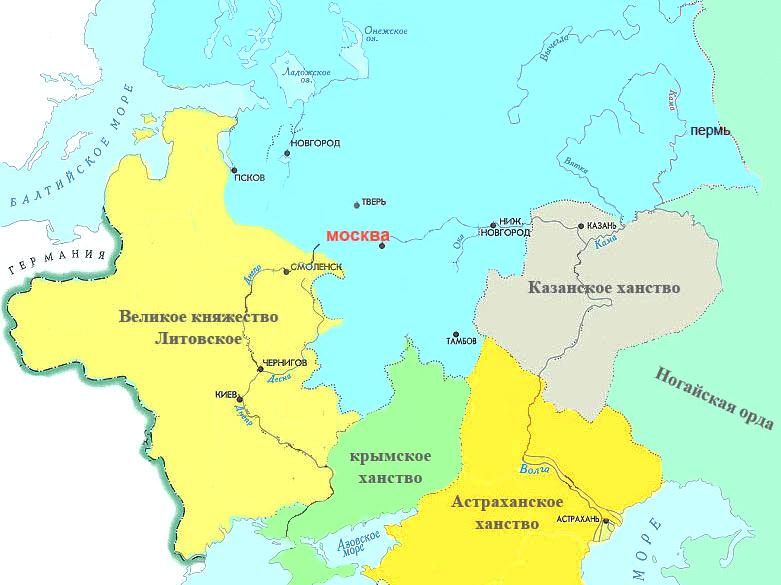 Онежское
оз.
Вычегда
Ладожское
оз.
Кама
БАЛТИЙСКОЕ МОРЕ
НОВГОРОД
пермь
ПСКОВ
Вятка
ТВЕРЬ
москва
Ока
НИЖ.
НОВГОРОД
КАЗАНЬ
Кама
ГЕРМАНИЯ
Днепр
СМОЛЕНСК
Казанское ханство
Великое княжество
Литовское
ТАМБОВ
ЧЕРНИГОВ
Десна
Ногайская орда
КИЕВ
Днепр
крымское
ханство
Волга
Астраханское
ханство
АСТРАХАНЬ
Азовское
море
МОРЕ